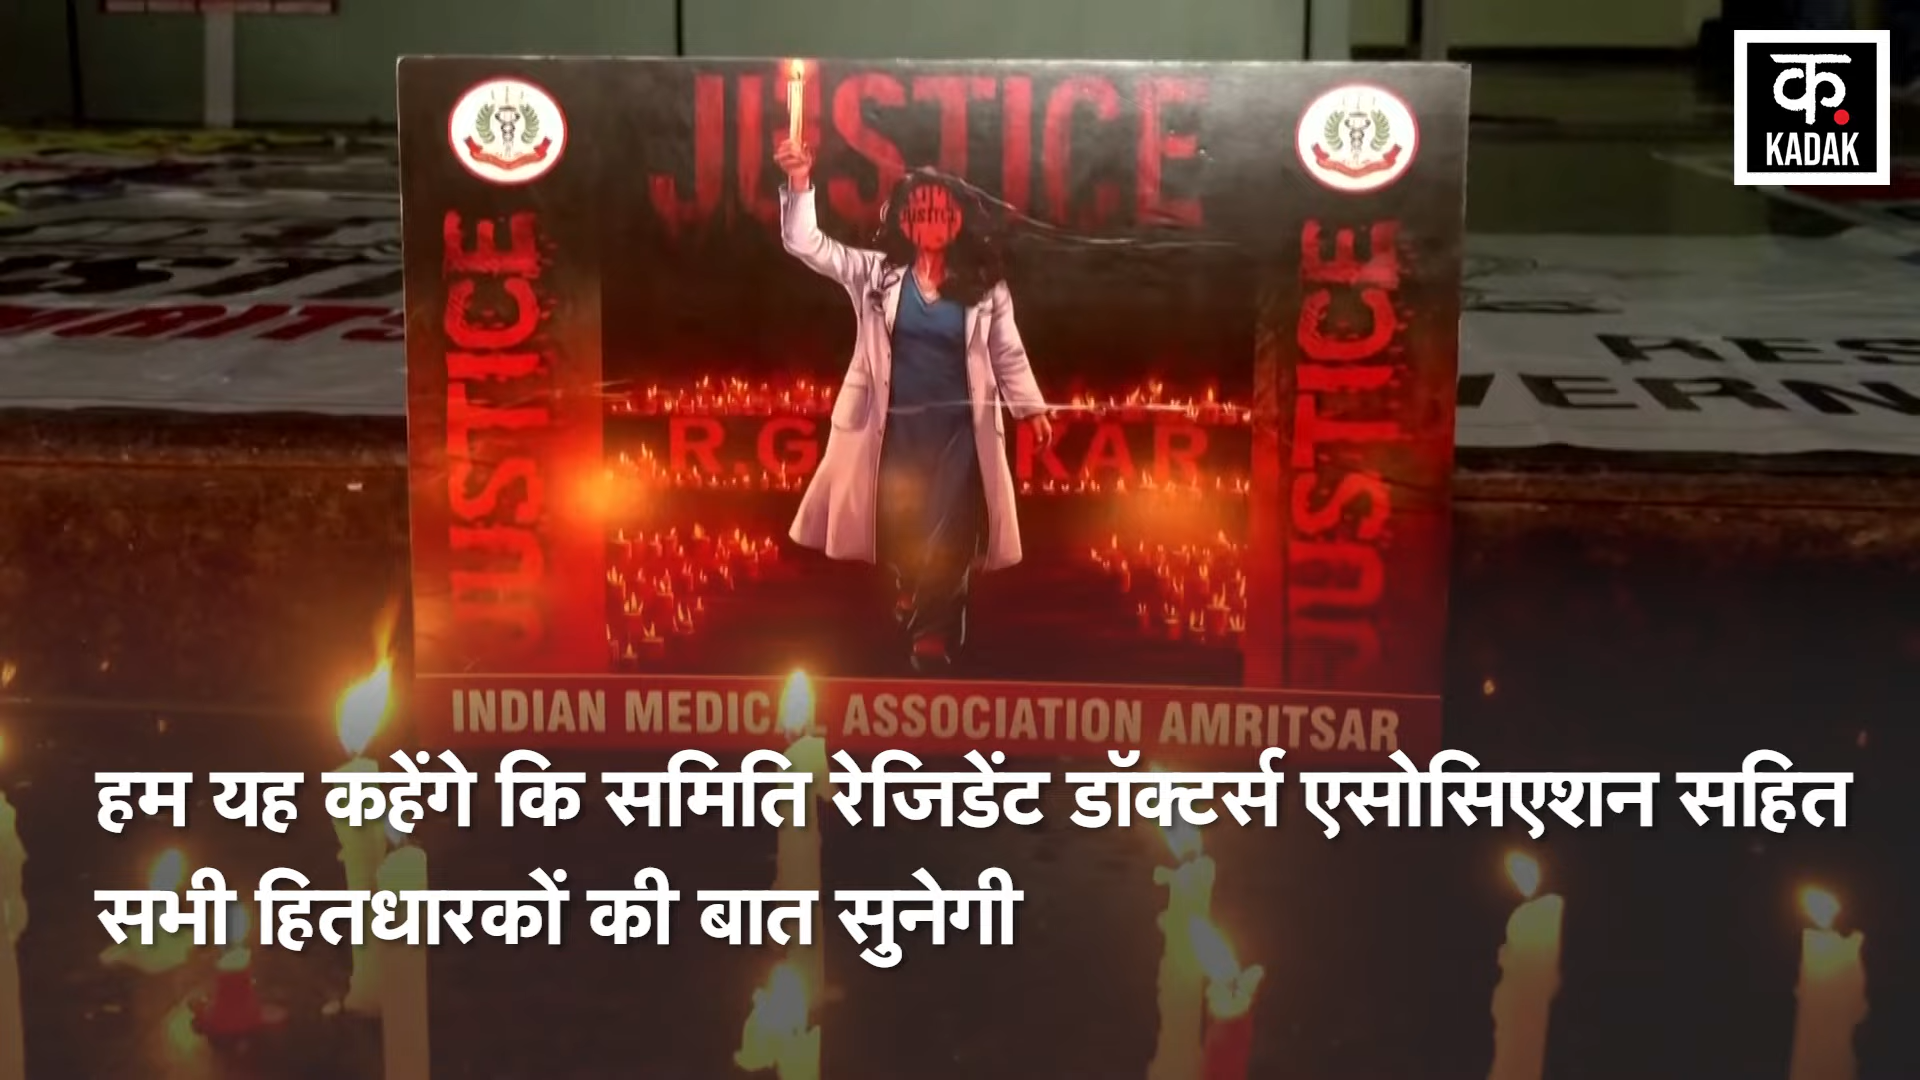 क
KADAK
JUSTICE
JUSTICE
JUSTICE
JUSTICE
R.G KAR
INDIAN MEDICAL ASSOCIATION AMRITSAR
हम यह कहेंगे कि समिति रेजिडेंट डॉक्टर्स एसोसिएशन सहित
सभी हितधारकों की बात सुनेगी